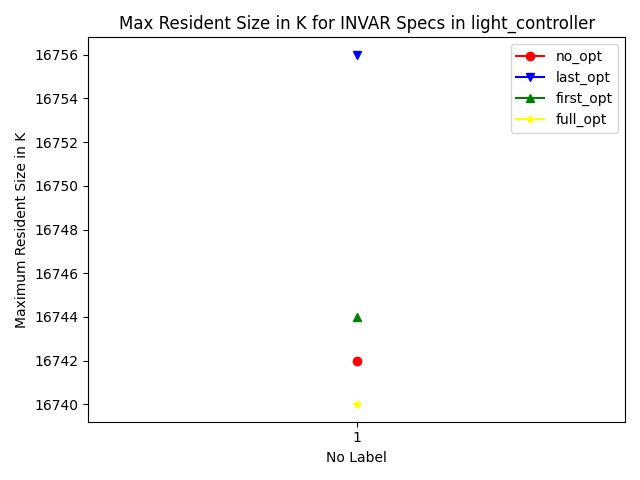 Max Resident Size in K for INVAR Specs in light_controller
no_opt
last_opt
first_opt
full_opt
Maximum Resident Size in K
16756
16754
16752
16750
16748
16746
16744
16742
16740
1
No Label